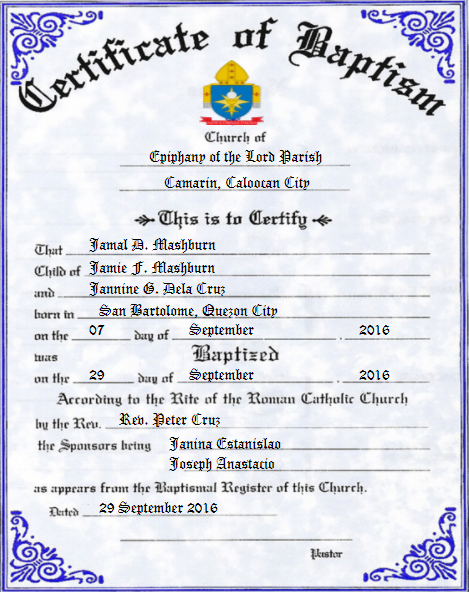 Certificate of Baptism
Church of
Epiphany of the Lord Parish
Camarin, Caloocan City
This is to Certify
That Jamal D. Mashburn
Child of Jamie F. Mashburn
and Jannine G. Dela Cruz
born in San Bartolome, Quezon City
on the 07 day of September . 2016
was Baptized
on the 29 day of September . 2016
According to the Rite of the Roman Catholic Church
by the Rev. Rev. Peter Cruz
the Sponsors being Janina Estanislao
Joseph Anastacio
as appears from the Baptismal Register of this Church.
Dated 29 September 2016
Pastor